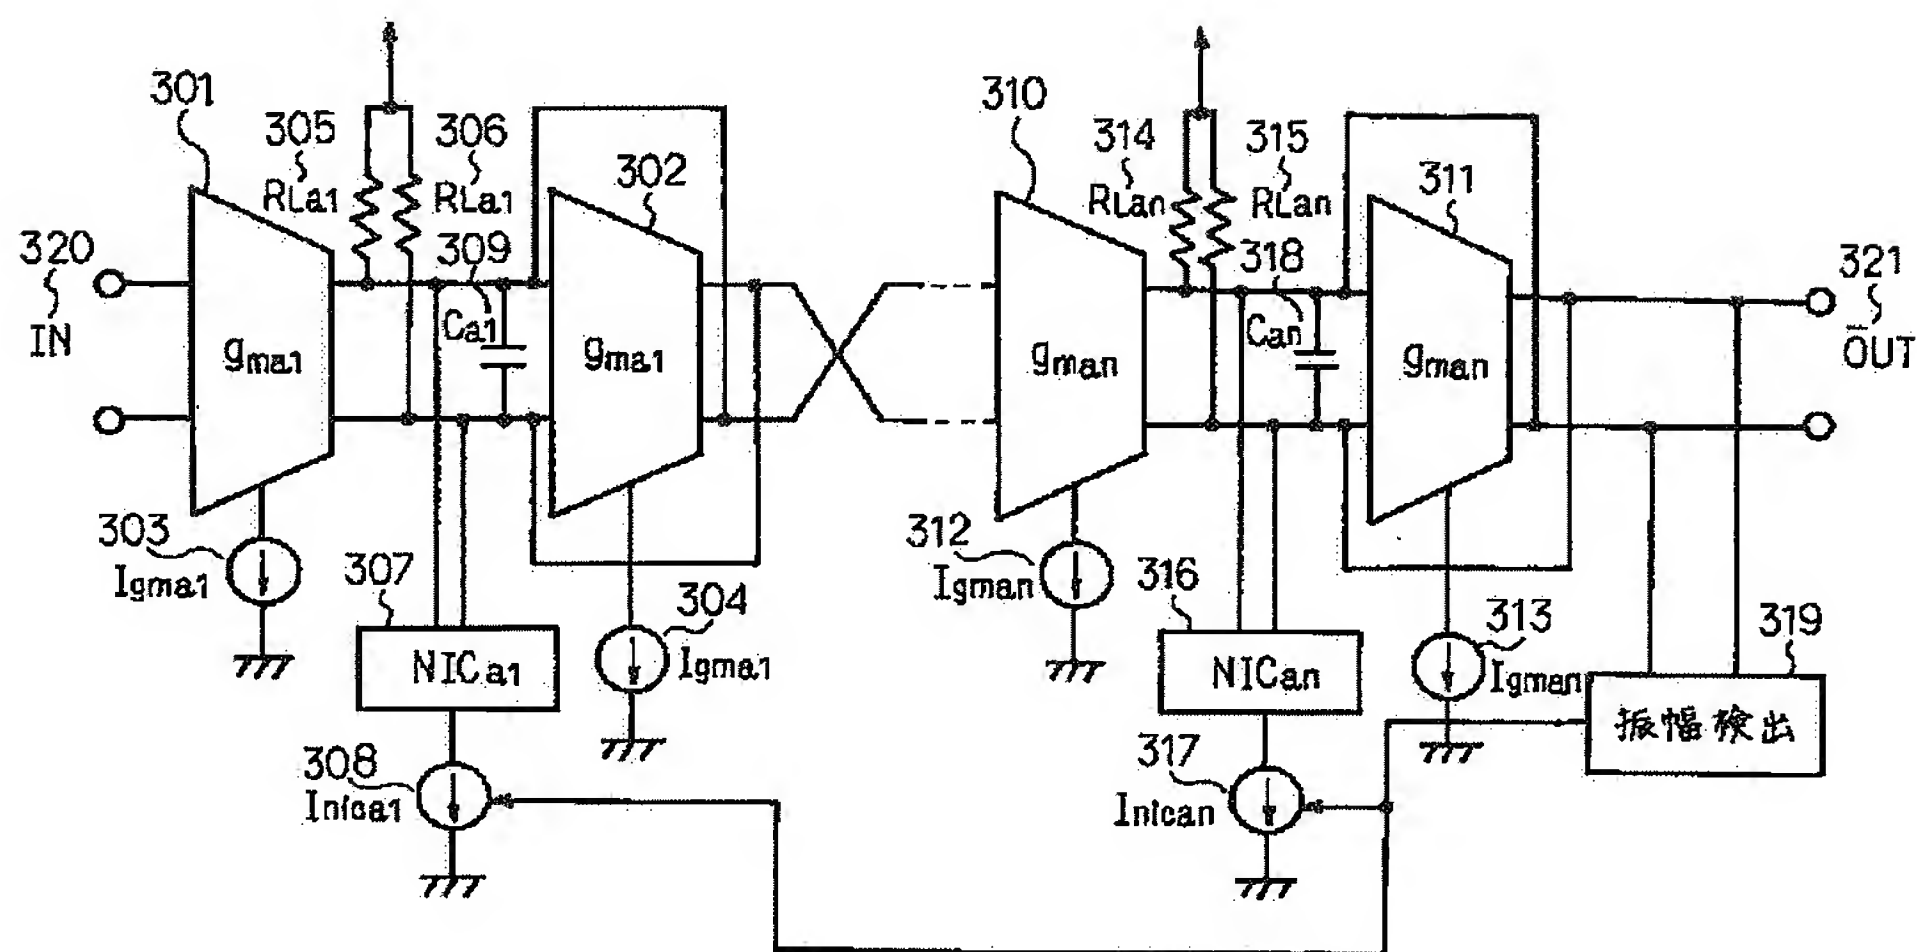 301
305
306
RLa1
RLa1
302
309
Ca1
320
IN
gma1
gma1
303
Igma1
307
NICa1
304
Igma1
308
Inica1
310
314
315
RLan
RLan
311
318
Can
321
OUT
gman
gman
312
Igman
316
NICan
313
Igman
319
振幅検出
317
Inican